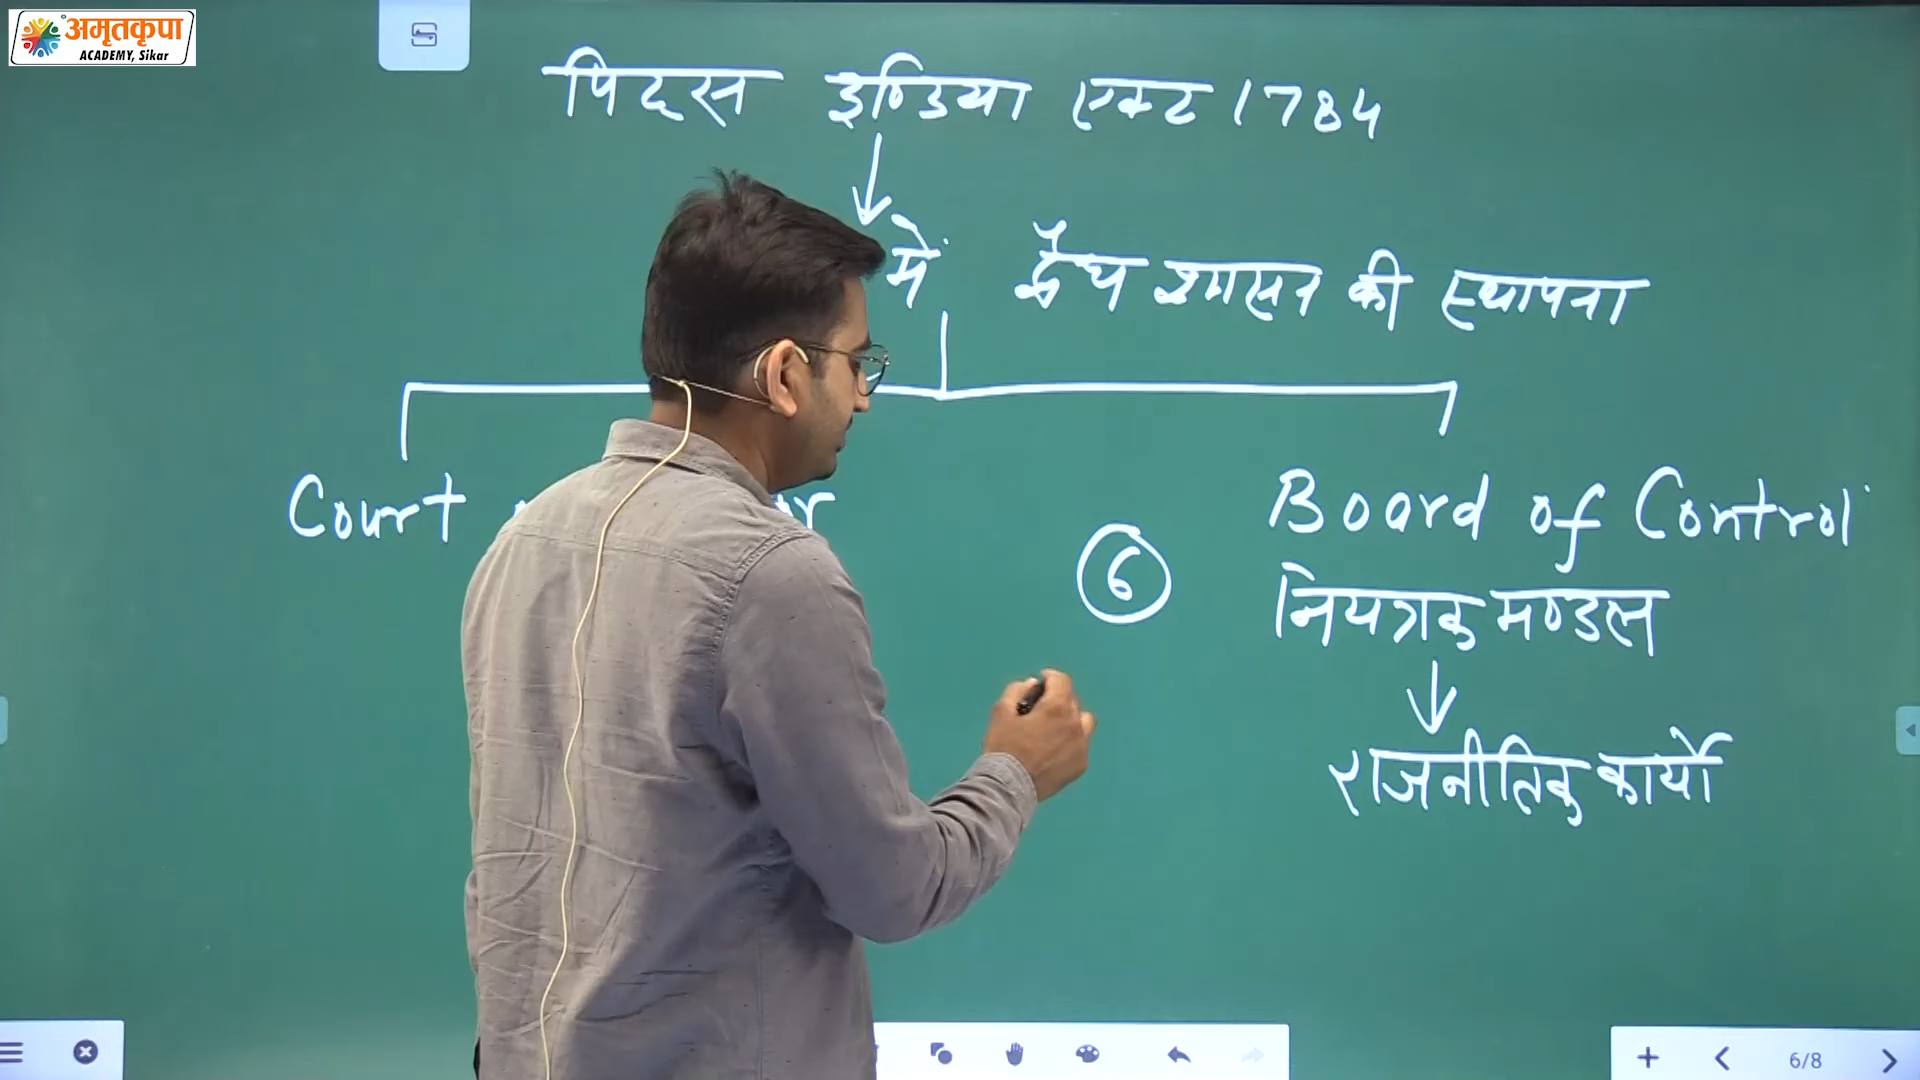 अमृतकृपा
ACADEMY, Sikar
पिट्स इण्डिया एक्ट 1784
में द्वैध शासन की स्थापना
Court
Board of Control
6
नियत्रक मण्डल
राजनीतिक कार्यो
6/8